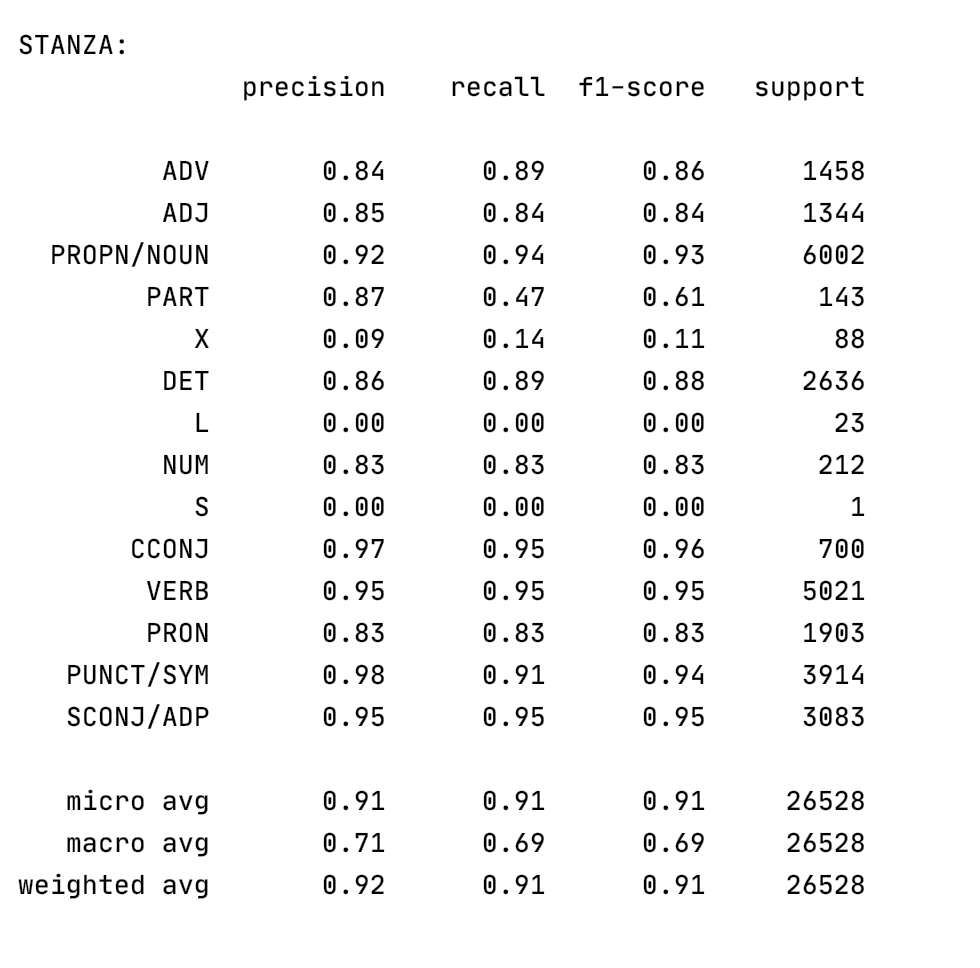 STANZA:
precision recall f1-score support
ADV 0.84 0.89 0.86 1458
ADJ 0.85 0.84 0.84 1344
PROPN/NOUN 0.92 0.94 0.93 6002
PART 0.87 0.47 0.61 143
X 0.09 0.14 0.11 88
DET 0.86 0.89 0.88 2636
L 0.00 0.00 0.00 23
NUM 0.83 0.83 0.83 212
S 0.00 0.00 0.00 1
CCONJ 0.97 0.95 0.96 700
VERB 0.95 0.95 0.95 5021
PRON 0.83 0.83 0.83 1903
PUNCT/SYM 0.98 0.91 0.94 3914
SCONJ/ADP 0.95 0.95 0.95 3083
micro avg 0.91 0.91 0.91 26528
macro avg 0.71 0.69 0.69 26528
weighted avg 0.92 0.91 0.91 26528